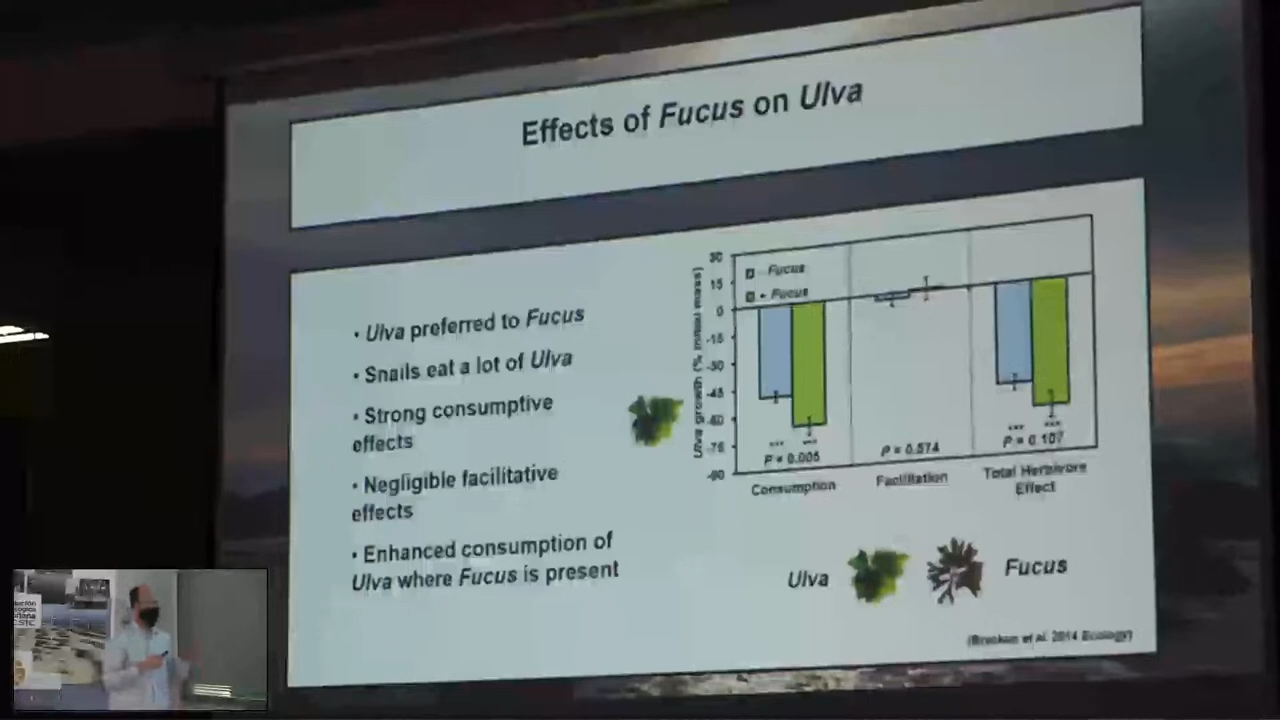 Effects of Fucus on Ulva
• Ulva preferred to Fucus
• Snails eat a lot of Ulva
• Strong consumptive
effects
• Negligible facilitative
effects
• Enhanced consumption of
Ulva where Fucus is present
Ulva growth (% initial mass)
30
15
0
-15
-30
-45
-60
-75
-90
- Fucus
+ Fucus
*** ***
P = 0.005
P = 0.574
*** ***
P = 0.107
Consumption
Facilitation
Total Herbivore
Effect
Ulva
Fucus
(Bracken et al. 2014 Ecology)